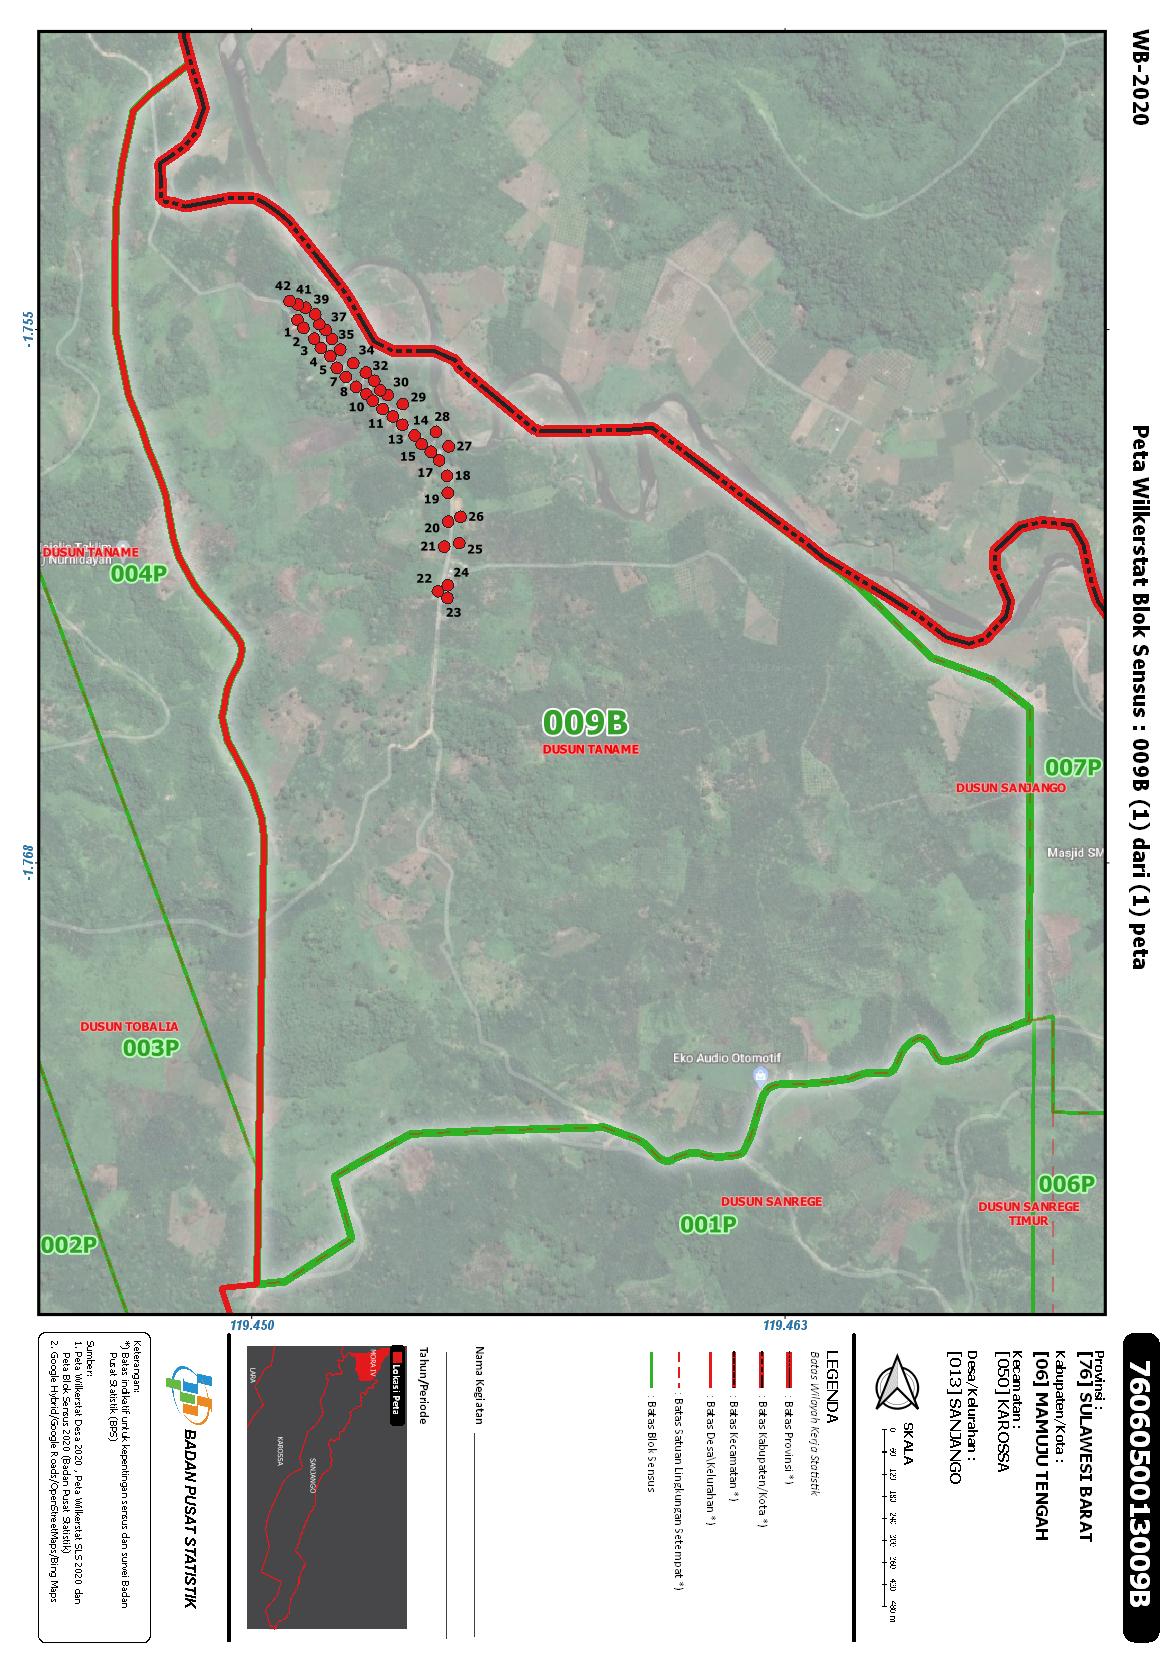 WB-2020
Peta Wilkerstat Blok Sensus : 009B (1) dari (1) peta
42
41
39
37
35
34
32
30
29
28
27
1
2
3
4
5
7
8
10
11
13
14
15
17
18
19
20
26
21
25
22
24
23
-1.755
-1.768
DUSUN TANAME
004P
009B
DUSUN TANAME
007P
DUSUN SANJANGO
Masjid SM
DUSUN TOBALIA
003P
Eko Audio Otomotif
002P
DUSUN SANREGE
001P
006P
DUSUN SANREGE
TIMUR
119.450
119.463
7606050013009B
Provinsi :
[76] SULAWESI BARAT
Kabupaten/Kota :
[06] MAMUJU TENGAH
Kecamatan :
[050] KAROSSA
Desa/Kelurahan :
[013] SANJANGO
SKALA
0 60 120 180 240 300 360 420 480 m
LEGENDA
Batas Wilayah Kerja Statistik
: Batas Provinsi *)
: Batas Kabupaten/Kota *)
: Batas Kecamatan *)
: Batas Desa\Kelurahan *)
: Batas Satuan Lingkungan Setempat *)
: Batas Blok Sensus
Nama Kegiatan
Tahun/Periode
Lokasi Peta
MORA IV
LARA
KAROSSA
SANJANGO
BADAN PUSAT STATISTIK
Keterangan:
*) Batas indikatif untuk kepentingan sensus dan survei Badan
Pusat Statistik (BPS)
Sumber:
1. Peta Wilkerstat Desa 2020 , Peta Wilkerstat SLS 2020 dan
Peta Blok Sensus 2020 (Badan Pusat Statistik)
2. Google Hybrid/Google Roads/OpenStreetMaps/Bing Maps